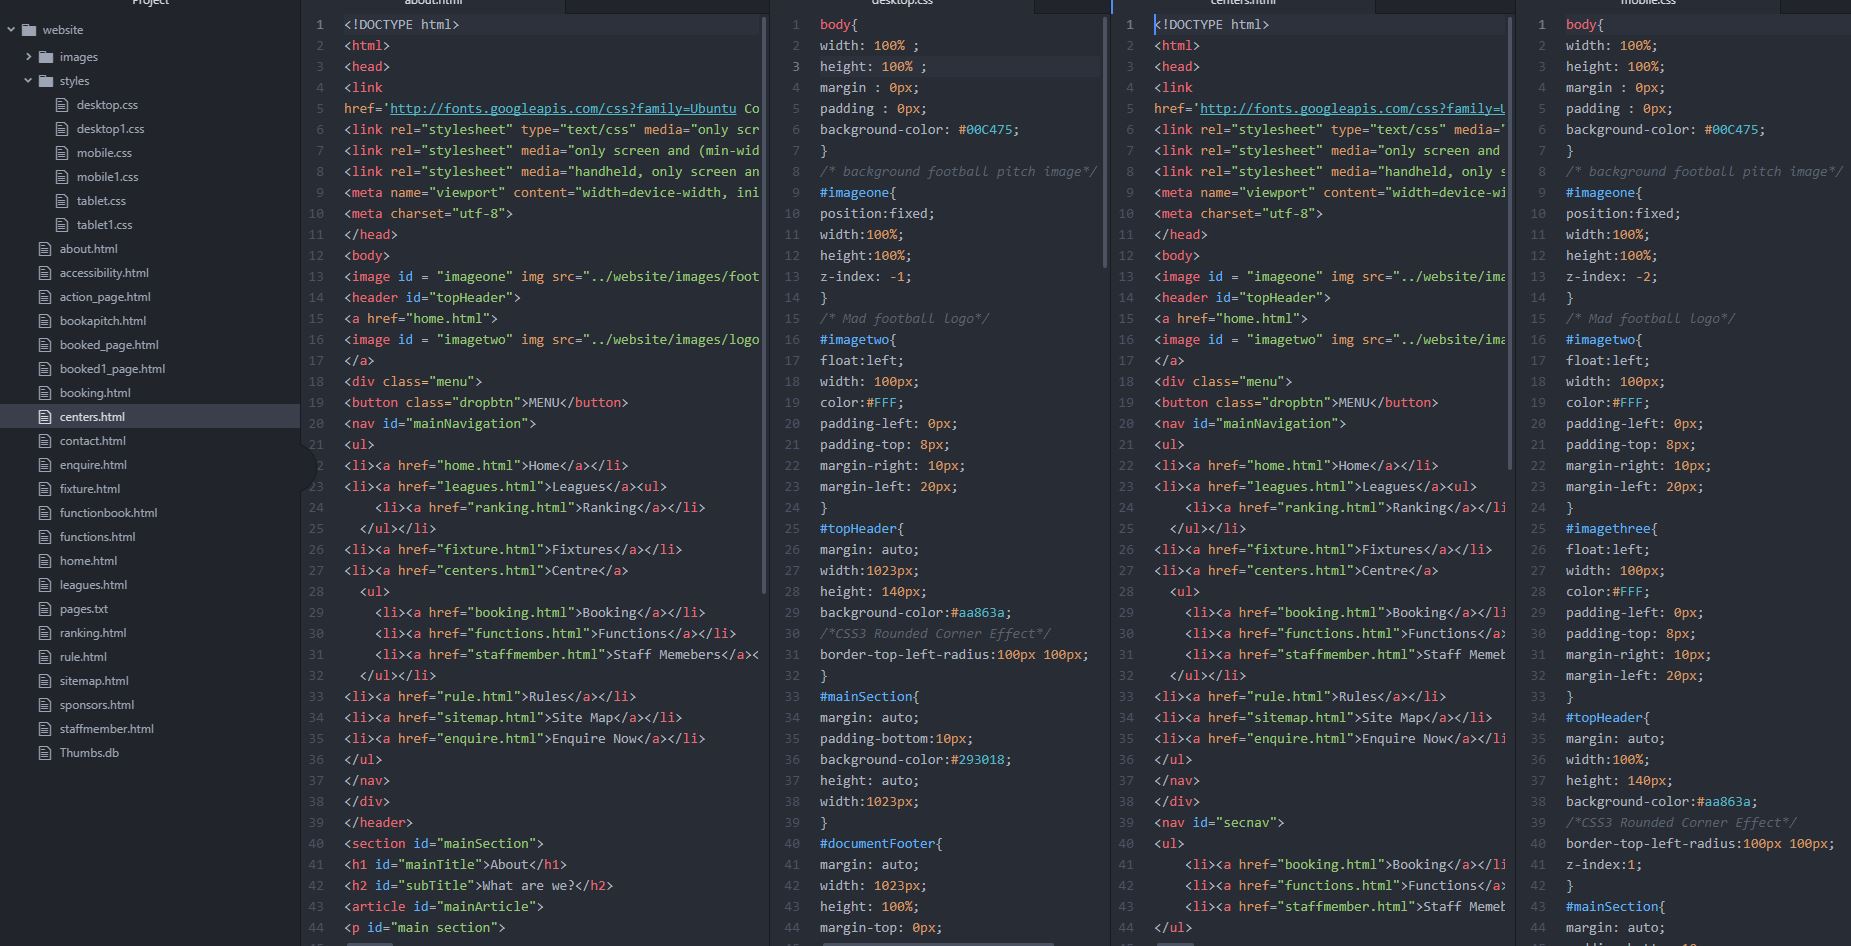 Project
website
images
styles
desktop.css
desktop1.css
mobile.css
mobile1.css
tablet.css
tablet1.css
about.html
accessibility.html
action_page.html
bookapitch.html
booked_page.html
booked1_page.html
booking.html
centers.html
contact.html
enquire.html
fixture.html
functionbook.html
functions.html
home.html
leagues.html
pages.txt
ranking.html
rule.html
sitemap.html
sponsors.html
staffmember.html
Thumbs.db
about.html
1 <!DOCTYPE html>
2 <html>
3 <head>
4 <link
5 href='http://fonts.googleapis.com/css?family=Ubuntu Co
6 <link rel="stylesheet" type="text/css" media="only scr
7 <link rel="stylesheet" media="only screen and (min-wid
8 <link rel="stylesheet" media="handheld, only screen an
9 <meta name="viewport" content="width=device-width, ini
10 <meta charset="utf-8">
11 </head>
12 <body>
13 <image id = "imageone" img src="../website/images/foot
14 <header id="topHeader">
15 <a href="home.html">
16 <image id = "imagetwo" img src="../website/images/logo
17 </a>
18 <div class="menu">
19 <button class="dropbtn">MENU</button>
20 <nav id="mainNavigation">
21 <ul>
2 <li><a href="home.html">Home</a></li>
23 <li><a href="leagues.html">Leagues</a><ul>
24 <li><a href="ranking.html">Ranking</a></li>
25 </ul></li>
26 <li><a href="fixture.html">Fixtures</a></li>
27 <li><a href="centers.html">Centre</a>
28 <ul>
29 <li><a href="booking.html">Booking</a></li>
30 <li><a href="functions.html">Functions</a></li>
31 <li><a href="staffmember.html">Staff Memebers</a><
32 </ul></li>
33 <li><a href="rule.html">Rules</a></li>
34 <li><a href="sitemap.html">Site Map</a></li>
35 <li><a href="enquire.html">Enquire Now</a></li>
36 </ul>
37 </nav>
38 </div>
39 </header>
40 <section id="mainSection">
41 <h1 id="mainTitle">About</h1>
42 <h2 id="subTitle">What are we?</h2>
43 <article id="mainArticle">
44 <p id="main section">
desktop.css
1 body{
2 width: 100% ;
3 height: 100% ;
4 margin : 0px;
5 padding : 0px;
6 background-color: #00C475;
7 }
8 /* background football pitch image*/
9 #imageone{
10 position:fixed;
11 width:100%;
12 height:100%;
13 z-index: -1;
14 }
15 /* Mad football logo*/
16 #imagetwo{
17 float:left;
18 width: 100px;
19 color:#FFF;
20 padding-left: 0px;
21 padding-top: 8px;
22 margin-right: 10px;
23 margin-left: 20px;
24 }
25 #topHeader{
26 margin: auto;
27 width:1023px;
28 height: 140px;
29 background-color:#aa863a;
30 /*CSS3 Rounded Corner Effect*/
31 border-top-left-radius:100px 100px;
32 }
33 #mainSection{
34 margin: auto;
35 padding-bottom:10px;
36 background-color:#293018;
37 height: auto;
38 width:1023px;
39 }
40 #documentFooter{
41 margin: auto;
42 width: 1023px;
43 height: 100%;
44 margin-top: 0px;
centers.html
1 <!DOCTYPE html>
2 <html>
3 <head>
4 <link
5 href='http://fonts.googleapis.com/css?family=U
6 <link rel="stylesheet" type="text/css" media="
7 <link rel="stylesheet" media="only screen and
8 <link rel="stylesheet" media="handheld, only s
9 <meta name="viewport" content="width=device-wi
10 <meta charset="utf-8">
11 </head>
12 <body>
13 <image id = "imageone" img src="../website/ima
14 <header id="topHeader">
15 <a href="home.html">
16 <image id = "imagetwo" img src="../website/ima
17 </a>
18 <div class="menu">
19 <button class="dropbtn">MENU</button>
20 <nav id="mainNavigation">
21 <ul>
22 <li><a href="home.html">Home</a></li>
23 <li><a href="leagues.html">Leagues</a><ul>
24 <li><a href="ranking.html">Ranking</a></li
25 </ul></li>
26 <li><a href="fixture.html">Fixtures</a></li>
27 <li><a href="centers.html">Centre</a>
28 <ul>
29 <li><a href="booking.html">Booking</a></li
30 <li><a href="functions.html">Functions</a>
31 <li><a href="staffmember.html">Staff Memeb
32 </ul></li>
33 <li><a href="rule.html">Rules</a></li>
34 <li><a href="sitemap.html">Site Map</a></li>
35 <li><a href="enquire.html">Enquire Now</a></li
36 </ul>
37 </nav>
38 </div>
39 <nav id="secnav">
40 <ul>
41 <li><a href="booking.html">Booking</a></li
42 <li><a href="functions.html">Functions</a>
43 <li><a href="staffmember.html">Staff Memeb
44 </ul>
mobile.css
1 body{
2 width: 100%;
3 height: 100%;
4 margin : 0px;
5 padding : 0px;
6 background-color: #00C475;
7 }
8 /* background football pitch image*/
9 #imageone{
10 position:fixed;
11 width:100%;
12 height:100%;
13 z-index: -2;
14 }
15 /* Mad football logo*/
16 #imagetwo{
17 float:left;
18 width: 100px;
19 color:#FFF;
20 padding-left: 0px;
21 padding-top: 8px;
22 margin-right: 10px;
23 margin-left: 20px;
24 }
25 #imagethree{
26 float:left;
27 width: 100px;
28 color:#FFF;
29 padding-left: 0px;
30 padding-top: 8px;
31 margin-right: 10px;
32 margin-left: 20px;
33 }
34 #topHeader{
35 margin: auto;
36 width:100%;
37 height: 140px;
38 background-color:#aa863a;
39 /*CSS3 Rounded Corner Effect*/
40 border-top-left-radius:100px 100px;
41 z-index:1;
42 }
43 #mainSection{
44 margin: auto;